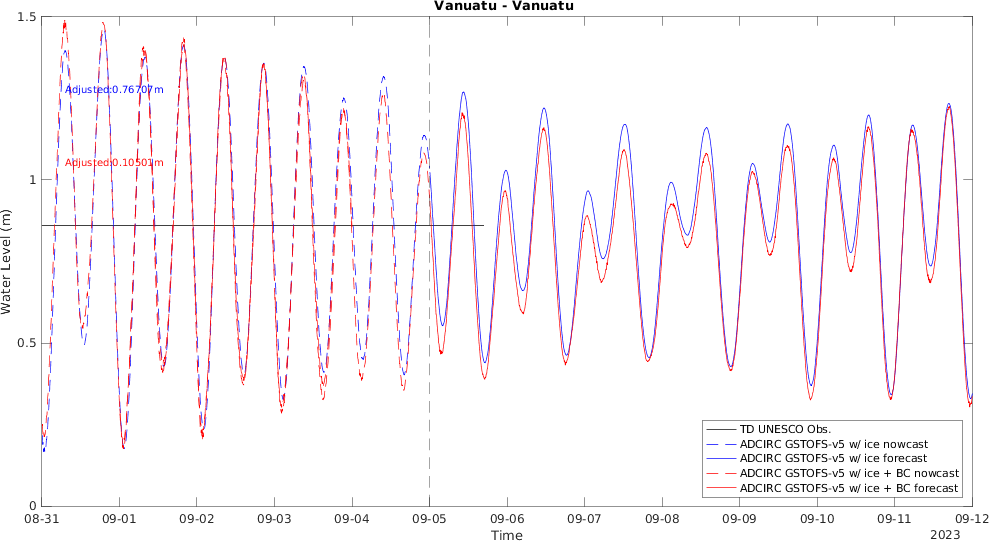 Vanuatu - Vanuatu
1.5
Adjusted:0.76707m
Adjusted:0.10501m
1
Water Level (m)
0.5
0
TD UNESCO Obs.
ADCIRC GSTOFS-v5 w/ ice nowcast
ADCIRC GSTOFS-v5 w/ ice forecast
ADCIRC GSTOFS-v5 w/ ice + BC nowcast
ADCIRC GSTOFS-v5 w/ ice + BC forecast
08-31 09-01 09-02 09-03 09-04 09-05 09-06 09-07 09-08 09-09 09-10 09-11 09-12
Time
2023